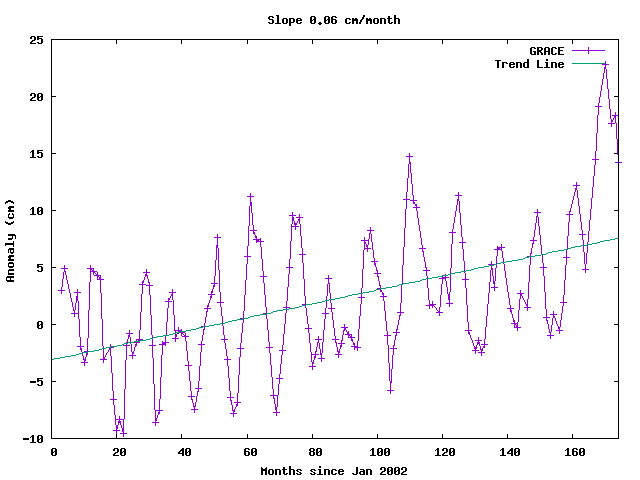 Slope 0.06 cm/month
25
20
15
10
5
0
-5
-10
Anomaly (cm)
GRACE
Trend Line
0 20 40 60 80 100 120 140 160
Months since Jan 2002